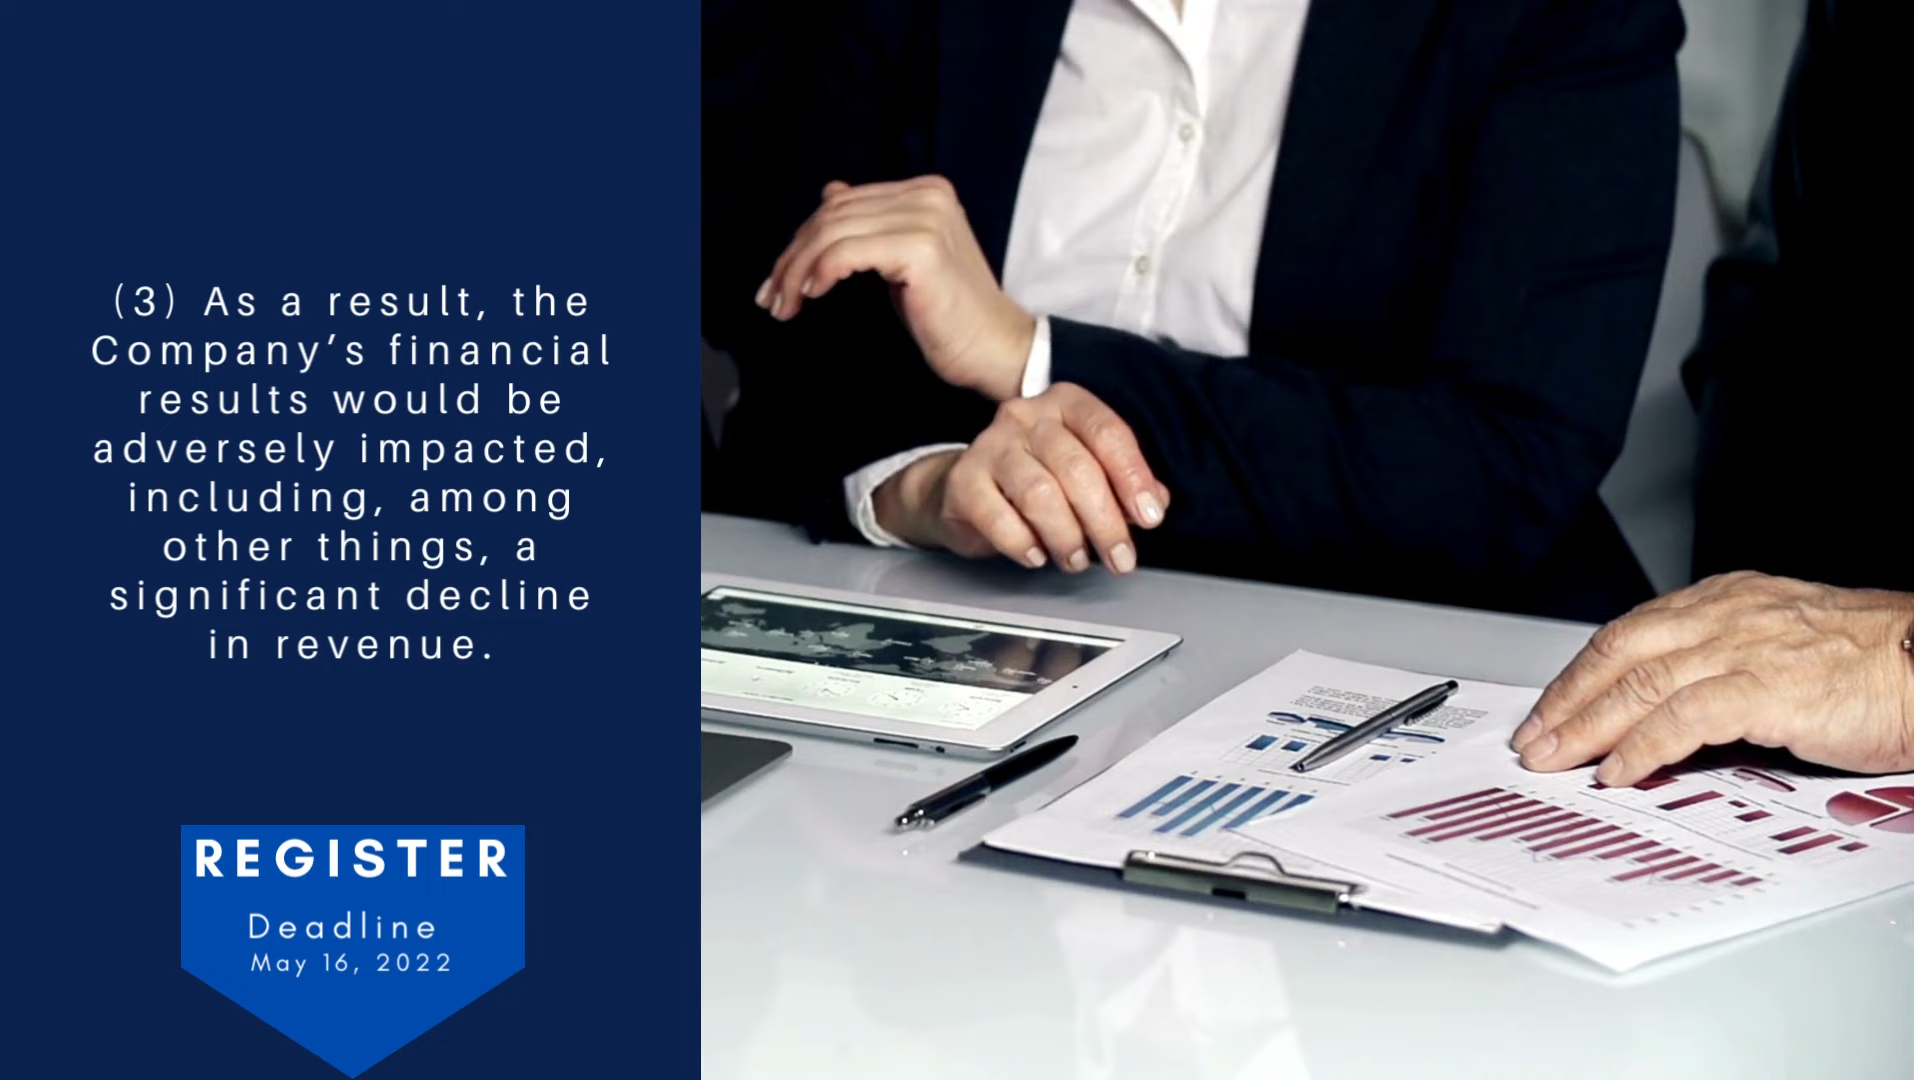 (3) As a result, the
Company’s financial
results would be
adversely impacted,
including, among
other things, a
significant decline
in revenue.
REGISTER
Deadline
May 16, 2022